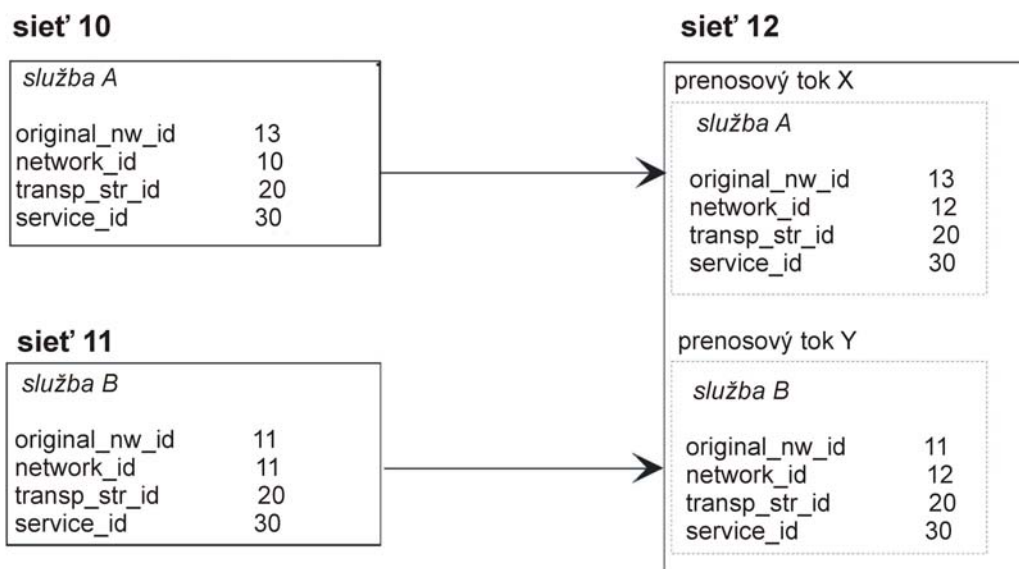 sieť 10
služba A
original_nw_id 13
network_id 10
transp_str_id 20
service_id 30
sieť 11
služba B
original_nw_id 11
network_id 11
transp_str_id 20
service_id 30
sieť 12
prenosový tok X
služba A
original_nw_id 13
network_id 12
transp_str_id 20
service_id 30
prenosový tok Y
služba B
original_nw_id 11
network_id 12
transp_str_id 20
service_id 30